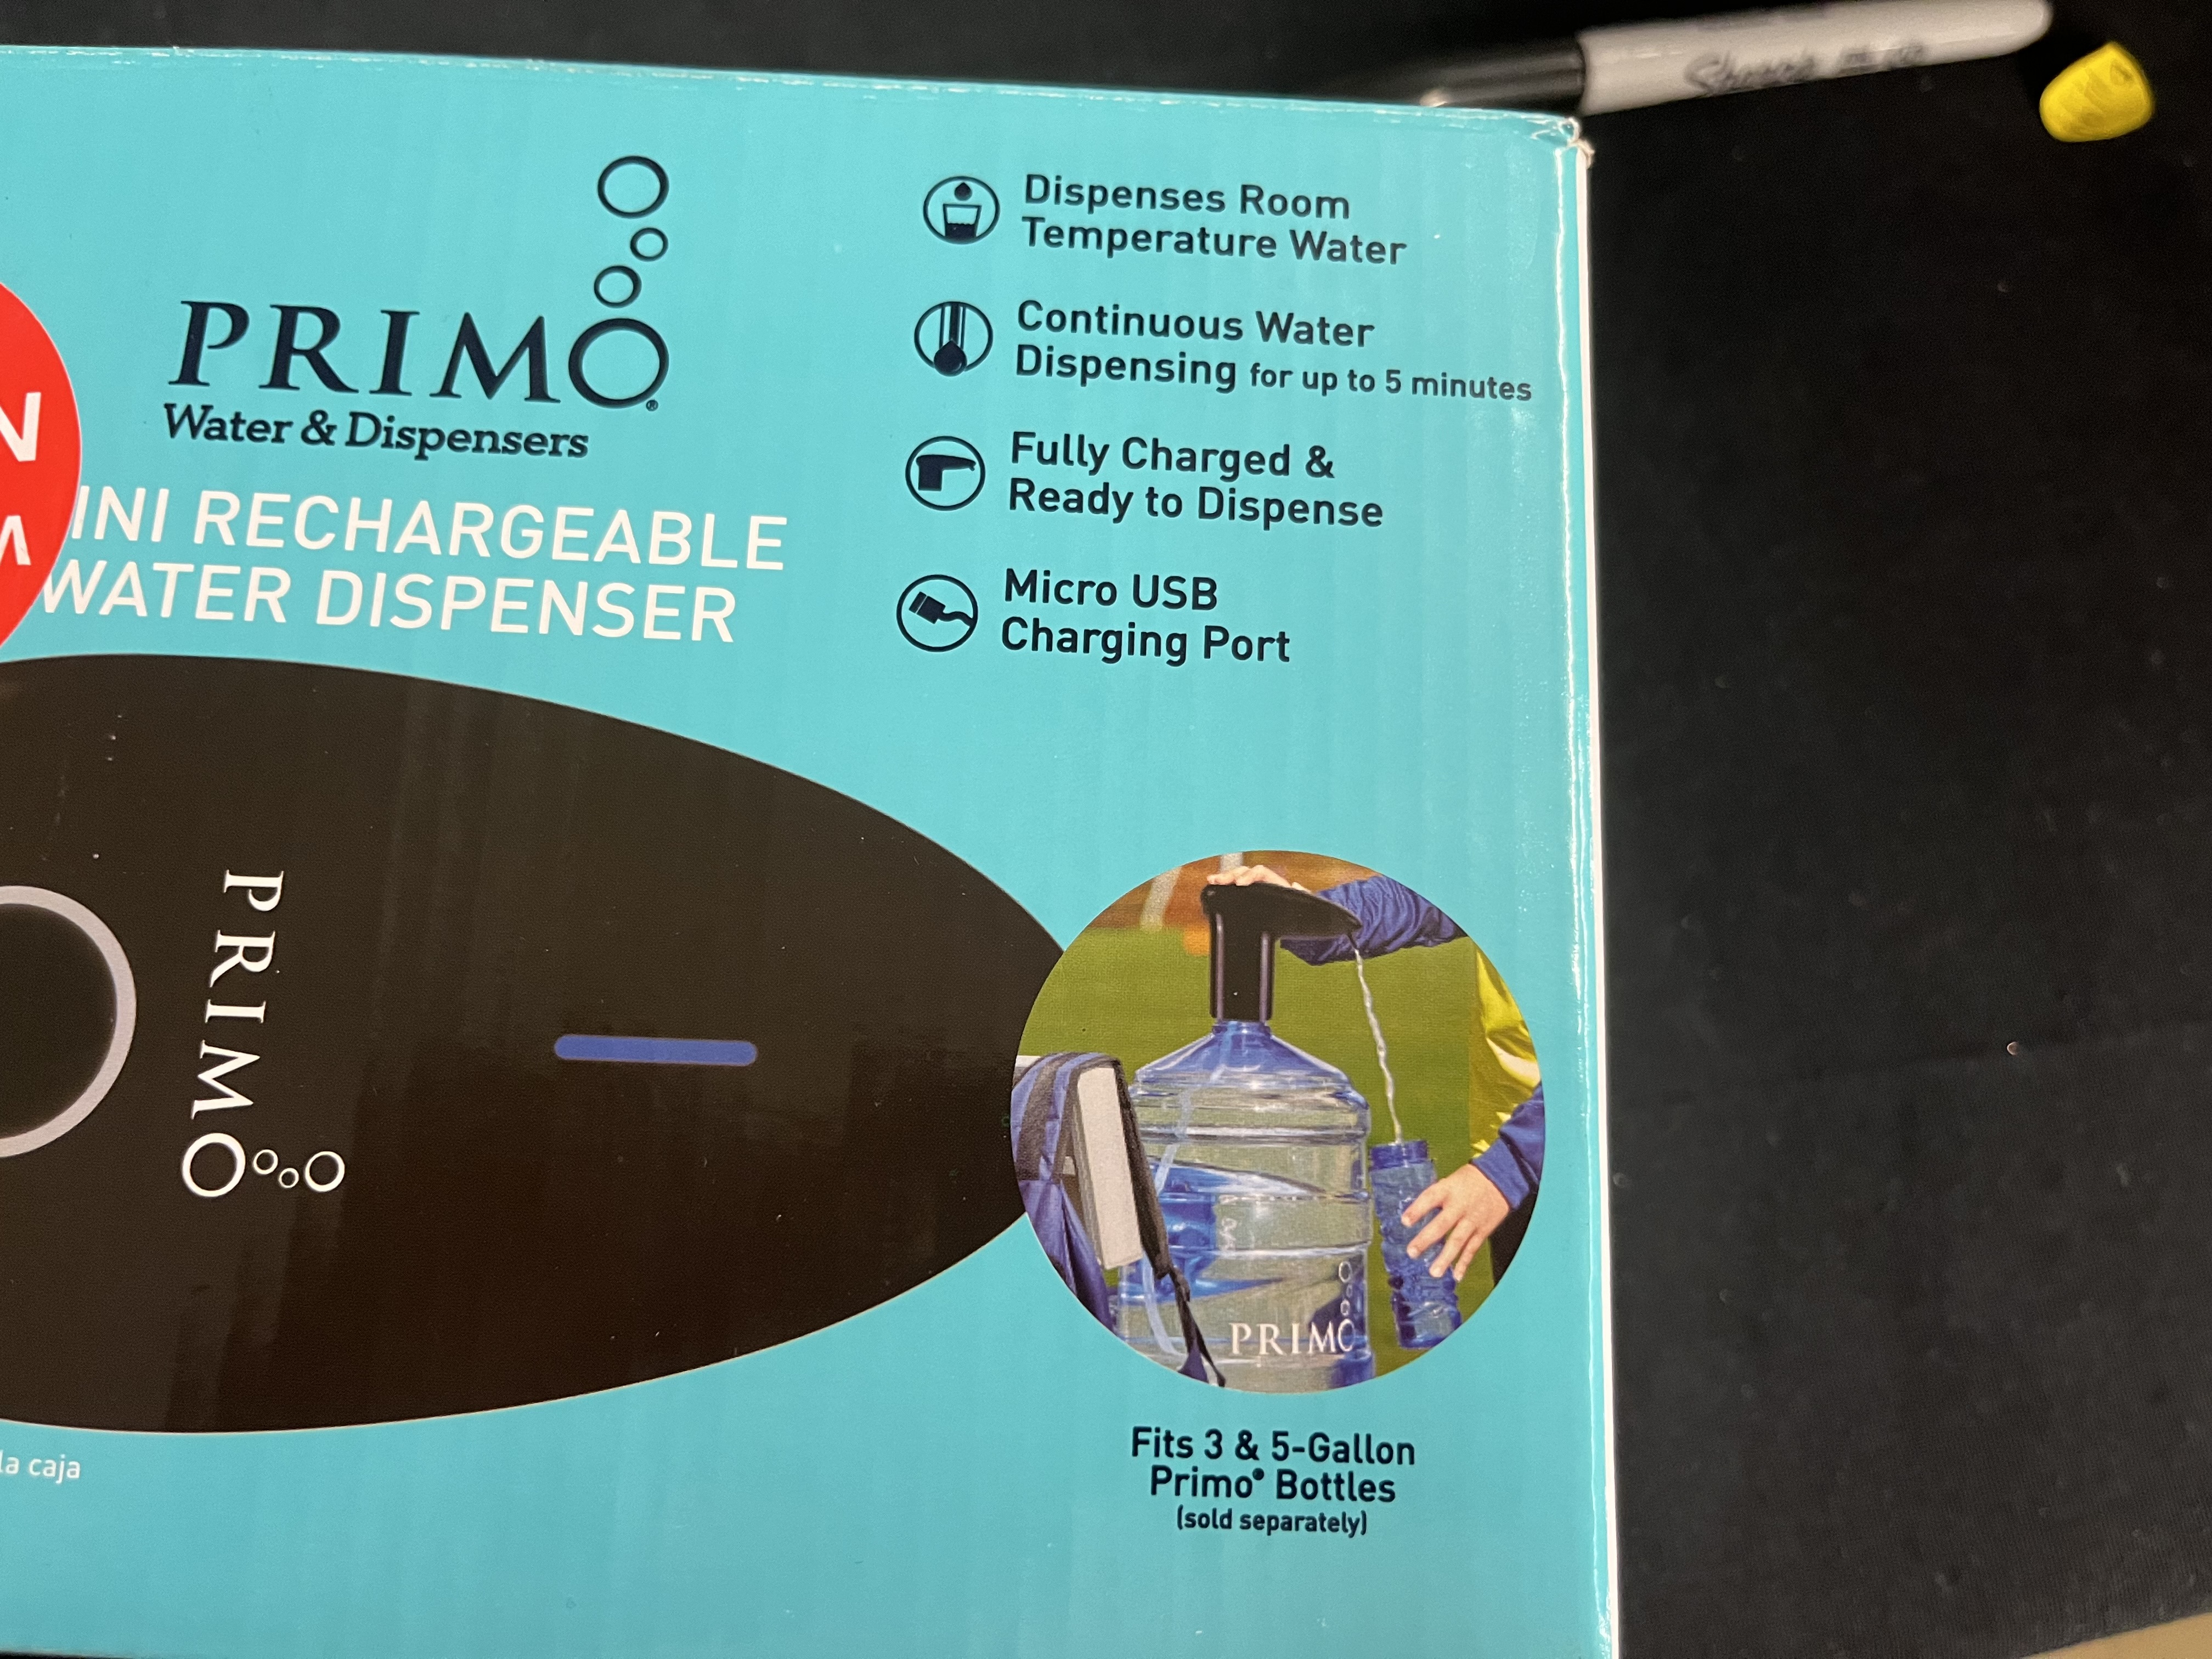 PRIMO®
Water & Dispensers
INI RECHARGEABLE
WATER DISPENSER
Dispenses Room
Temperature Water
Continuous Water
Dispensing for up to 5 minutes
Fully Charged &
Ready to Dispense
Micro USB
Charging Port
PRIMO
PRIMO
Fits 3 & 5-Gallon
Primo® Bottles
(sold separately)
la caja
Sharpie